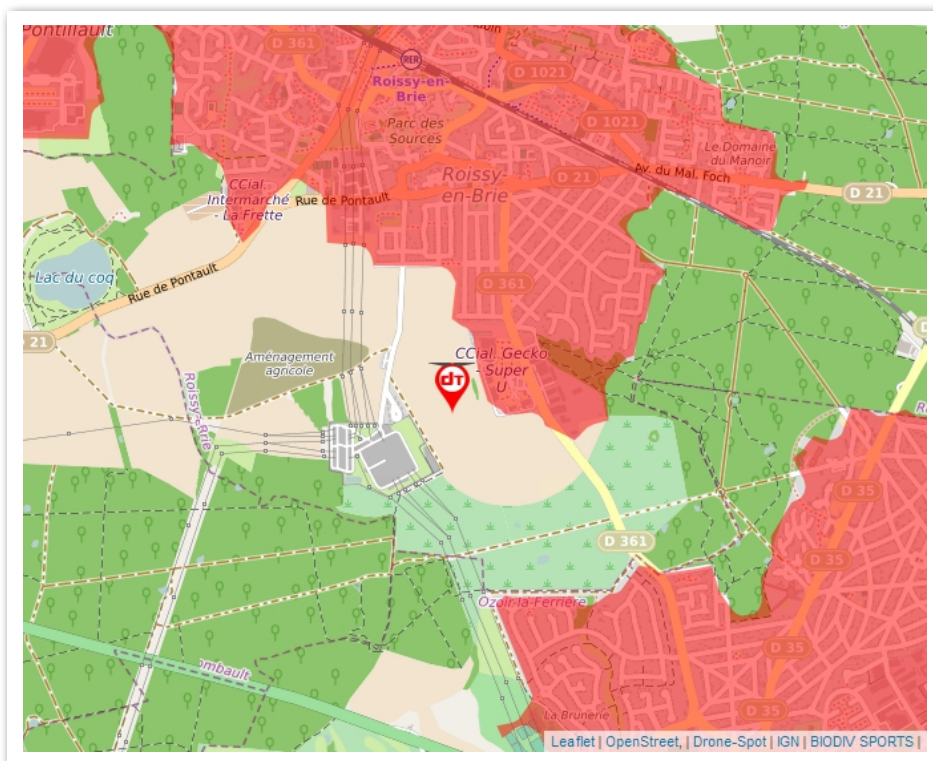 Pontillault
D 361
RER
Roissy-en-
Brie
D 1021
Parc des
Sources
D 1021
Le Domaine
du Manoir
Av. du Mal. Foch
D 21
D 21
Roissy-
en-Brie
CCial.
Intermarché
- La Frette
Rue de Pontault
Lac du coq
Rue de Pontault
21
D 361
Aménagement
agricole
CCial. Gecko
- Super
U
dT
Roissy-
-Brie
D 35
D 361
D 35
Ozoir-la-Ferrière
D 35
ombault
D 35
La Brunerie
Leaflet | OpenStreet, | Drone-Spot | IGN | BIODIV SPORTS |